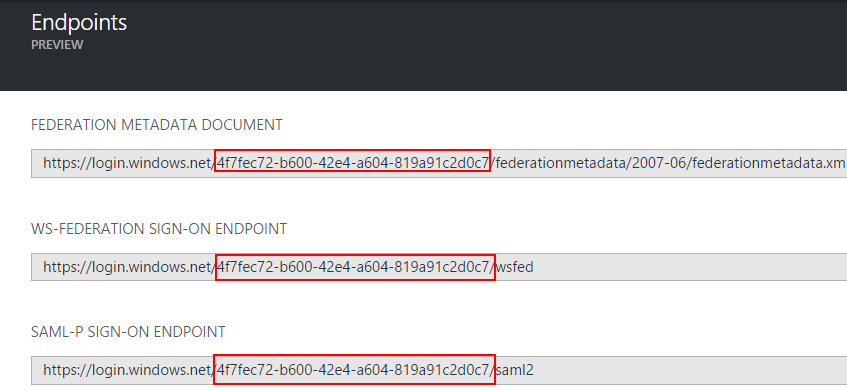 Endpoints
PREVIEW
FEDERATION METADATA DOCUMENT
https://login.windows.net/4f7fec72-b600-42e4-a604-819a91c2d0c7/federationmetadata/2007-06/federationmetadata.xm
WS-FEDERATION SIGN-ON ENDPOINT
https://login.windows.net/4f7fec72-b600-42e4-a604-819a91c2d0c7/wsfed
SAML-P SIGN-ON ENDPOINT
https://login.windows.net/4f7fec72-b600-42e4-a604-819a91c2d0c7/saml2